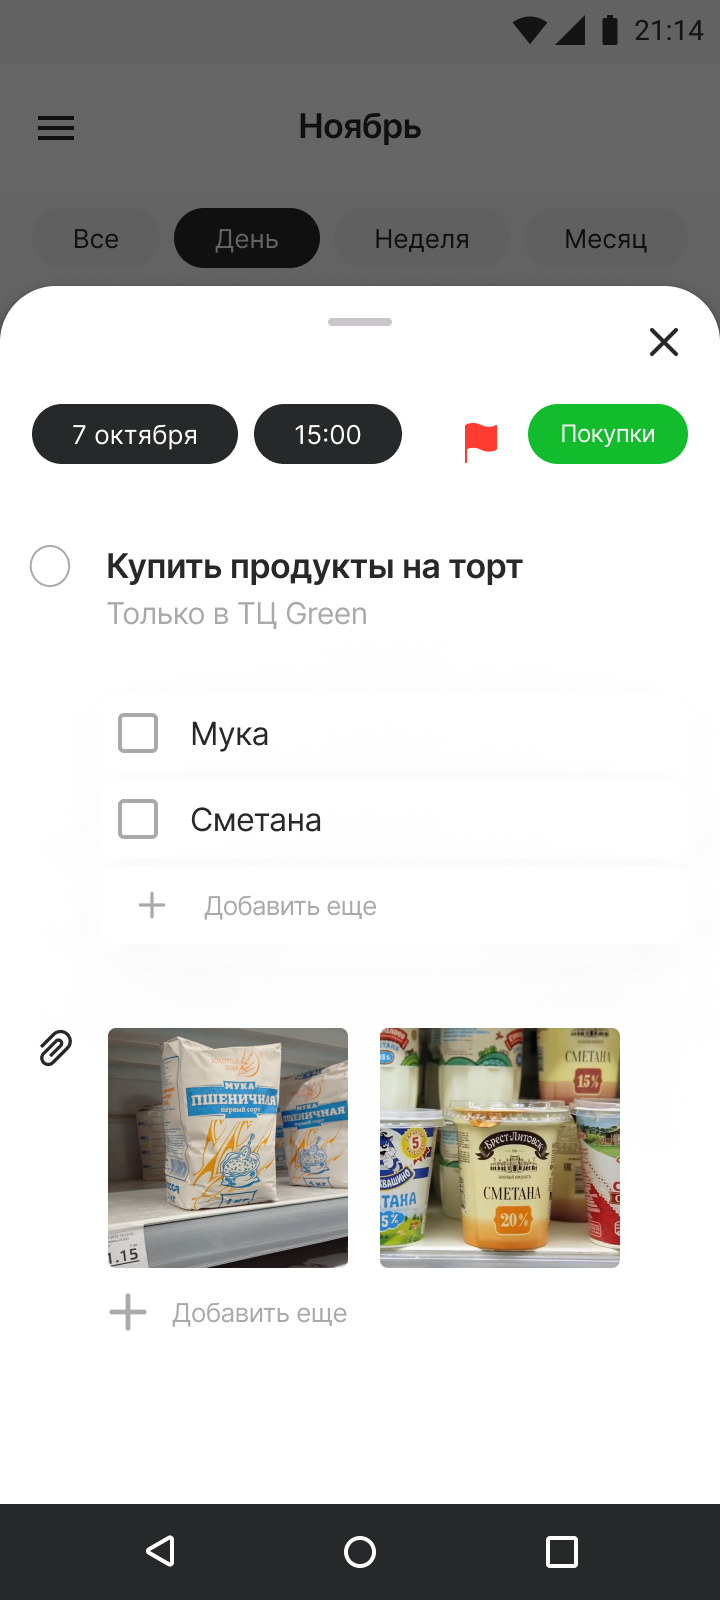 21:14
Ноябрь
Все День Неделя Месяц
7 октября 15:00 Покупки
Купить продукты на торт
Только в ТЦ Green
Мука
Сметана
Добавить еще
МУКА
ПШЕНИЧНАЯ
первый сорт
ПШЕНИЧНАЯ
1.15
СМЕТАНА
15%
5
ТАНА
5%
Брест-Литовск
СМЕТАНА
20%
Добавить еще